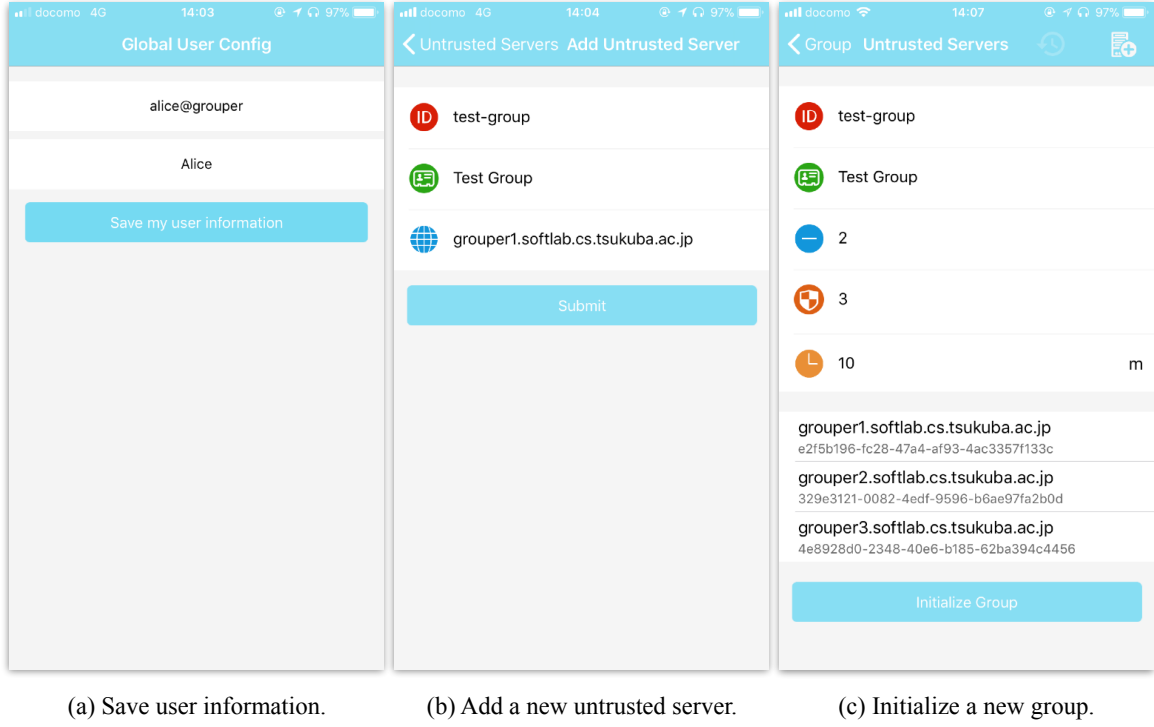 docomo 4G 14:03 97%
Global User Config
alice@grouper
Alice
Save my user information
docomo 4G 14:04 97%
Untrusted Servers Add Untrusted Server
ID test-group
Test Group
grouper1.softlab.cs.tsukuba.ac.jp
Submit
docomo 14:07 97%
Group Untrusted Servers
ID test-group
Test Group
2
3
10 m
grouper1.softlab.cs.tsukuba.ac.jp
e2f5b196-fc28-47a4-af93-4ac3357f133c
grouper2.softlab.cs.tsukuba.ac.jp
329e3121-0082-4edf-9596-b6ae97fa2b0d
grouper3.softlab.cs.tsukuba.ac.jp
4e8928d0-2348-40e6-b185-62ba394c4456
Initialize Group
(a) Save user information.
(b) Add a new untrusted server.
(c) Initialize a new group.